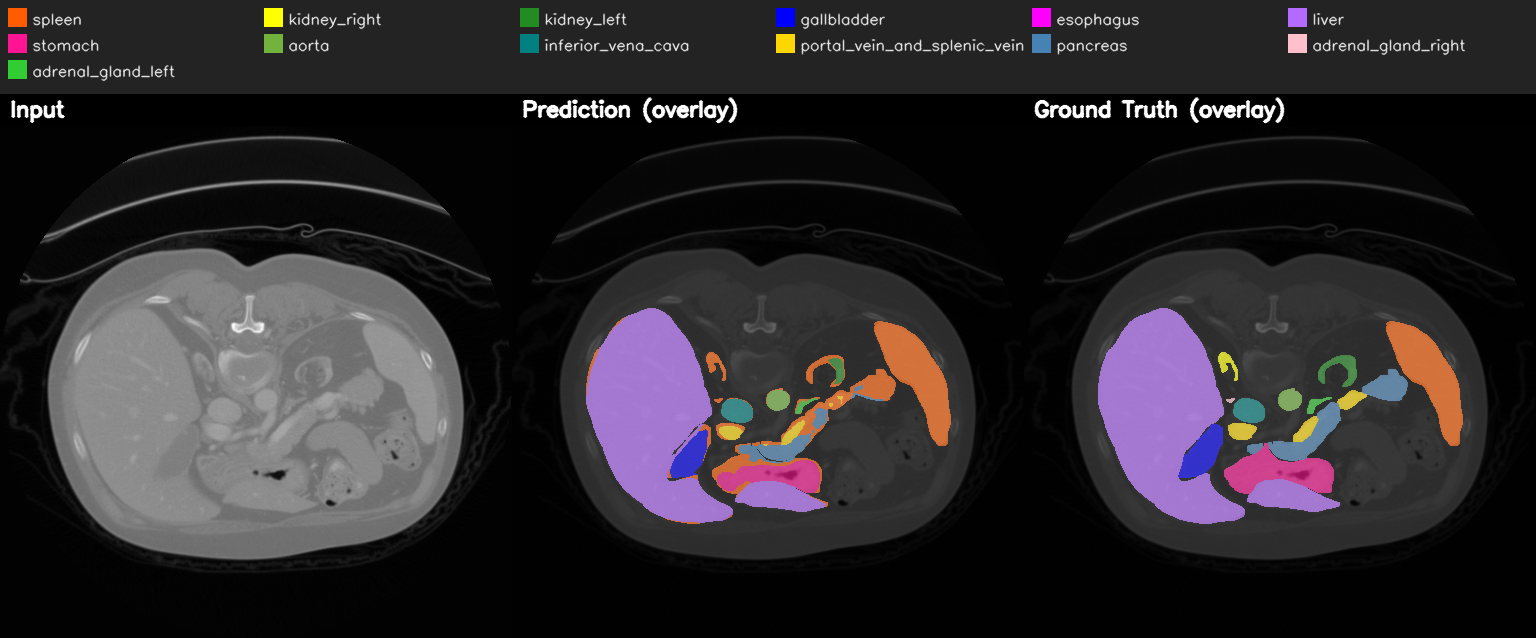 spleen kidney_right kidney_left gallbladder esophagus liver
stomach aorta inferior_vena_cava portal_vein_and_splenic_vein pancreas adrenal_gland_right
adrenal_gland_left
Input Prediction (overlay) Ground Truth (overlay)